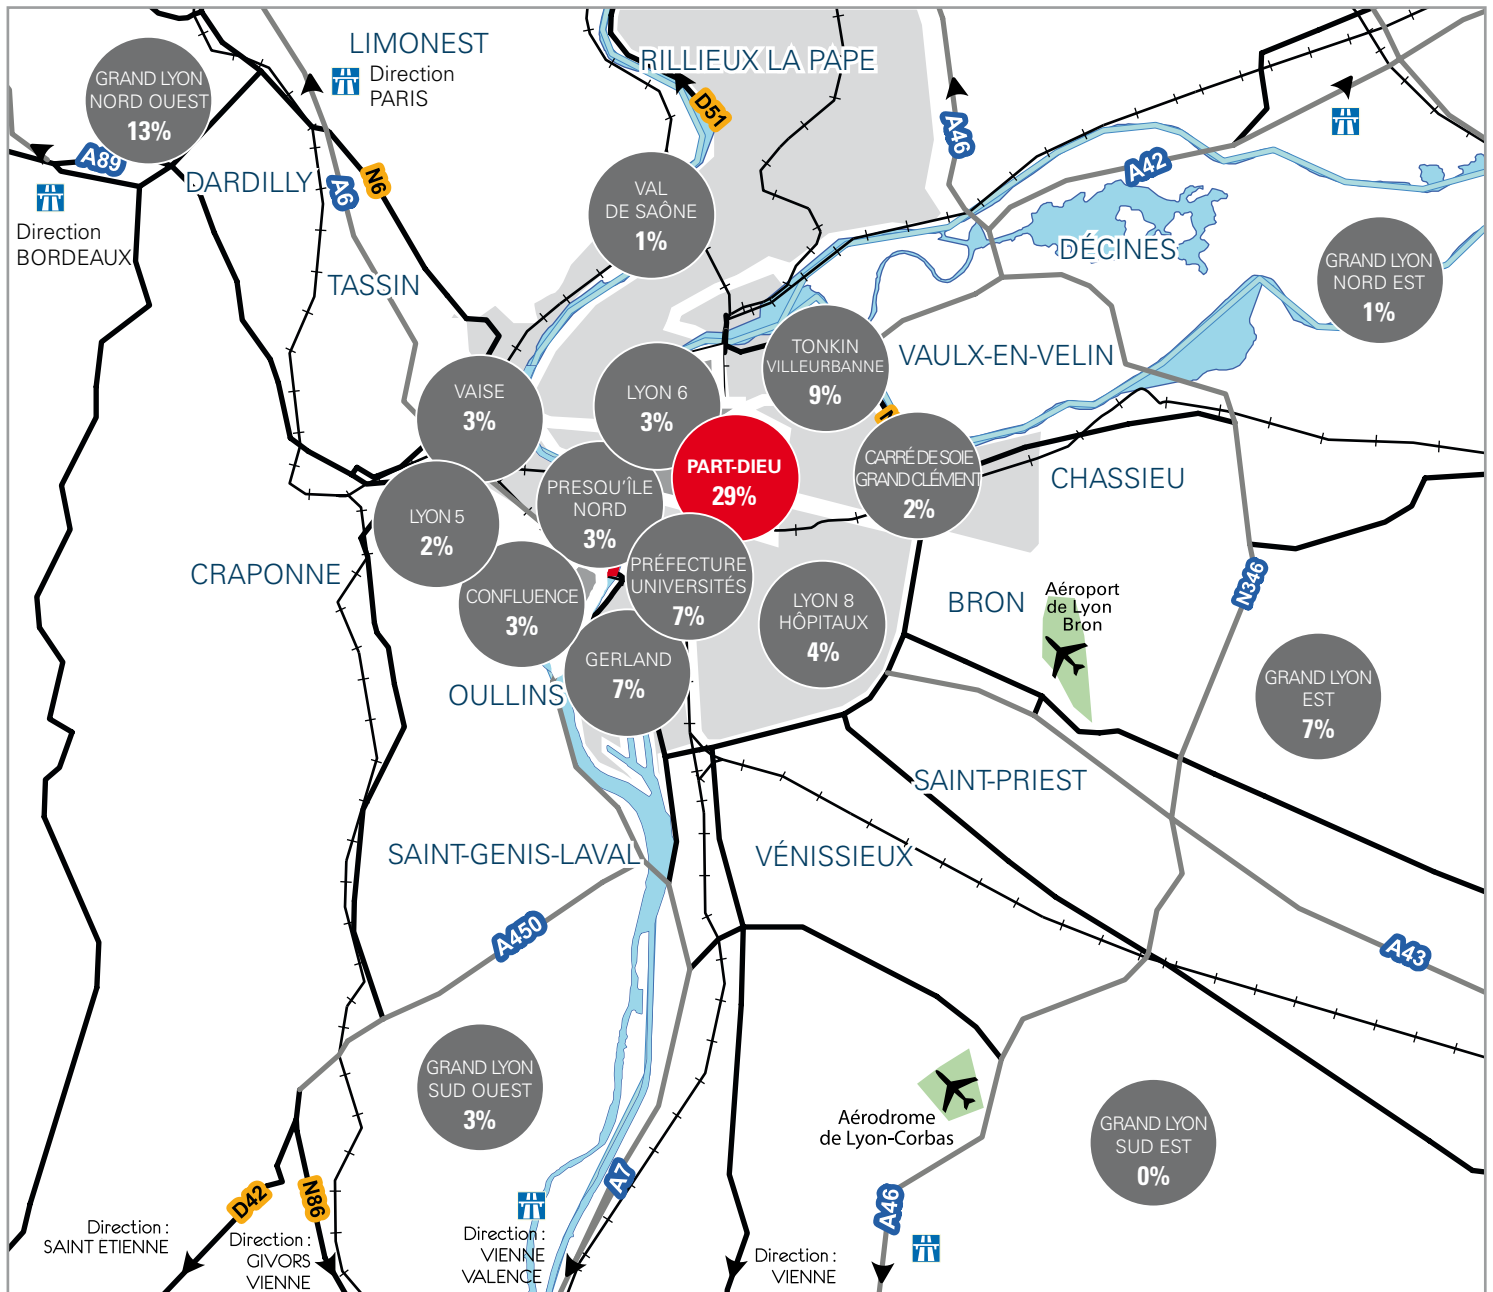 LIMONEST
Direction
PARIS
GRAND LYON
NORD OUEST
13%
RILLIEUX LA PAPE
D51
A46
A89
DARDILLY
A6
N6
A42
Direction
BORDEAUX
VAL
DE SAÔNE
1%
DÉCINES
GRAND LYON
NORD EST
1%
TASSIN
TONKIN
VILLEURBANNE
9%
VAULX-EN-VELIN
VAISE
3%
LYON 6
3%
PART-DIEU
29%
CARRÉ DE SOIE
GRAND CLÉMENT
2%
CHASSIEU
PRESQU'ÎLE
NORD
3%
LYON 5
2%
CRAPONNE
CONFLUENCE
3%
PRÉFECTURE
UNIVERSITÉS
7%
LYON 8
HÔPITAUX
4%
BRON
Aéroport
de Lyon
Bron
N346
GERLAND
7%
OULLINS
GRAND LYON
EST
7%
SAINT-PRIEST
SAINT-GENIS-LAVAL
VÉNISSIEUX
A450
A43
GRAND LYON
SUD OUEST
3%
Aérodrome
de Lyon-Corbas
GRAND LYON
SUD EST
0%
D42
N86
A7
A46
Direction :
SAINT ETIENNE
Direction :
GIVORS
VIENNE
Direction :
VIENNE
VALENCE
Direction :
VIENNE